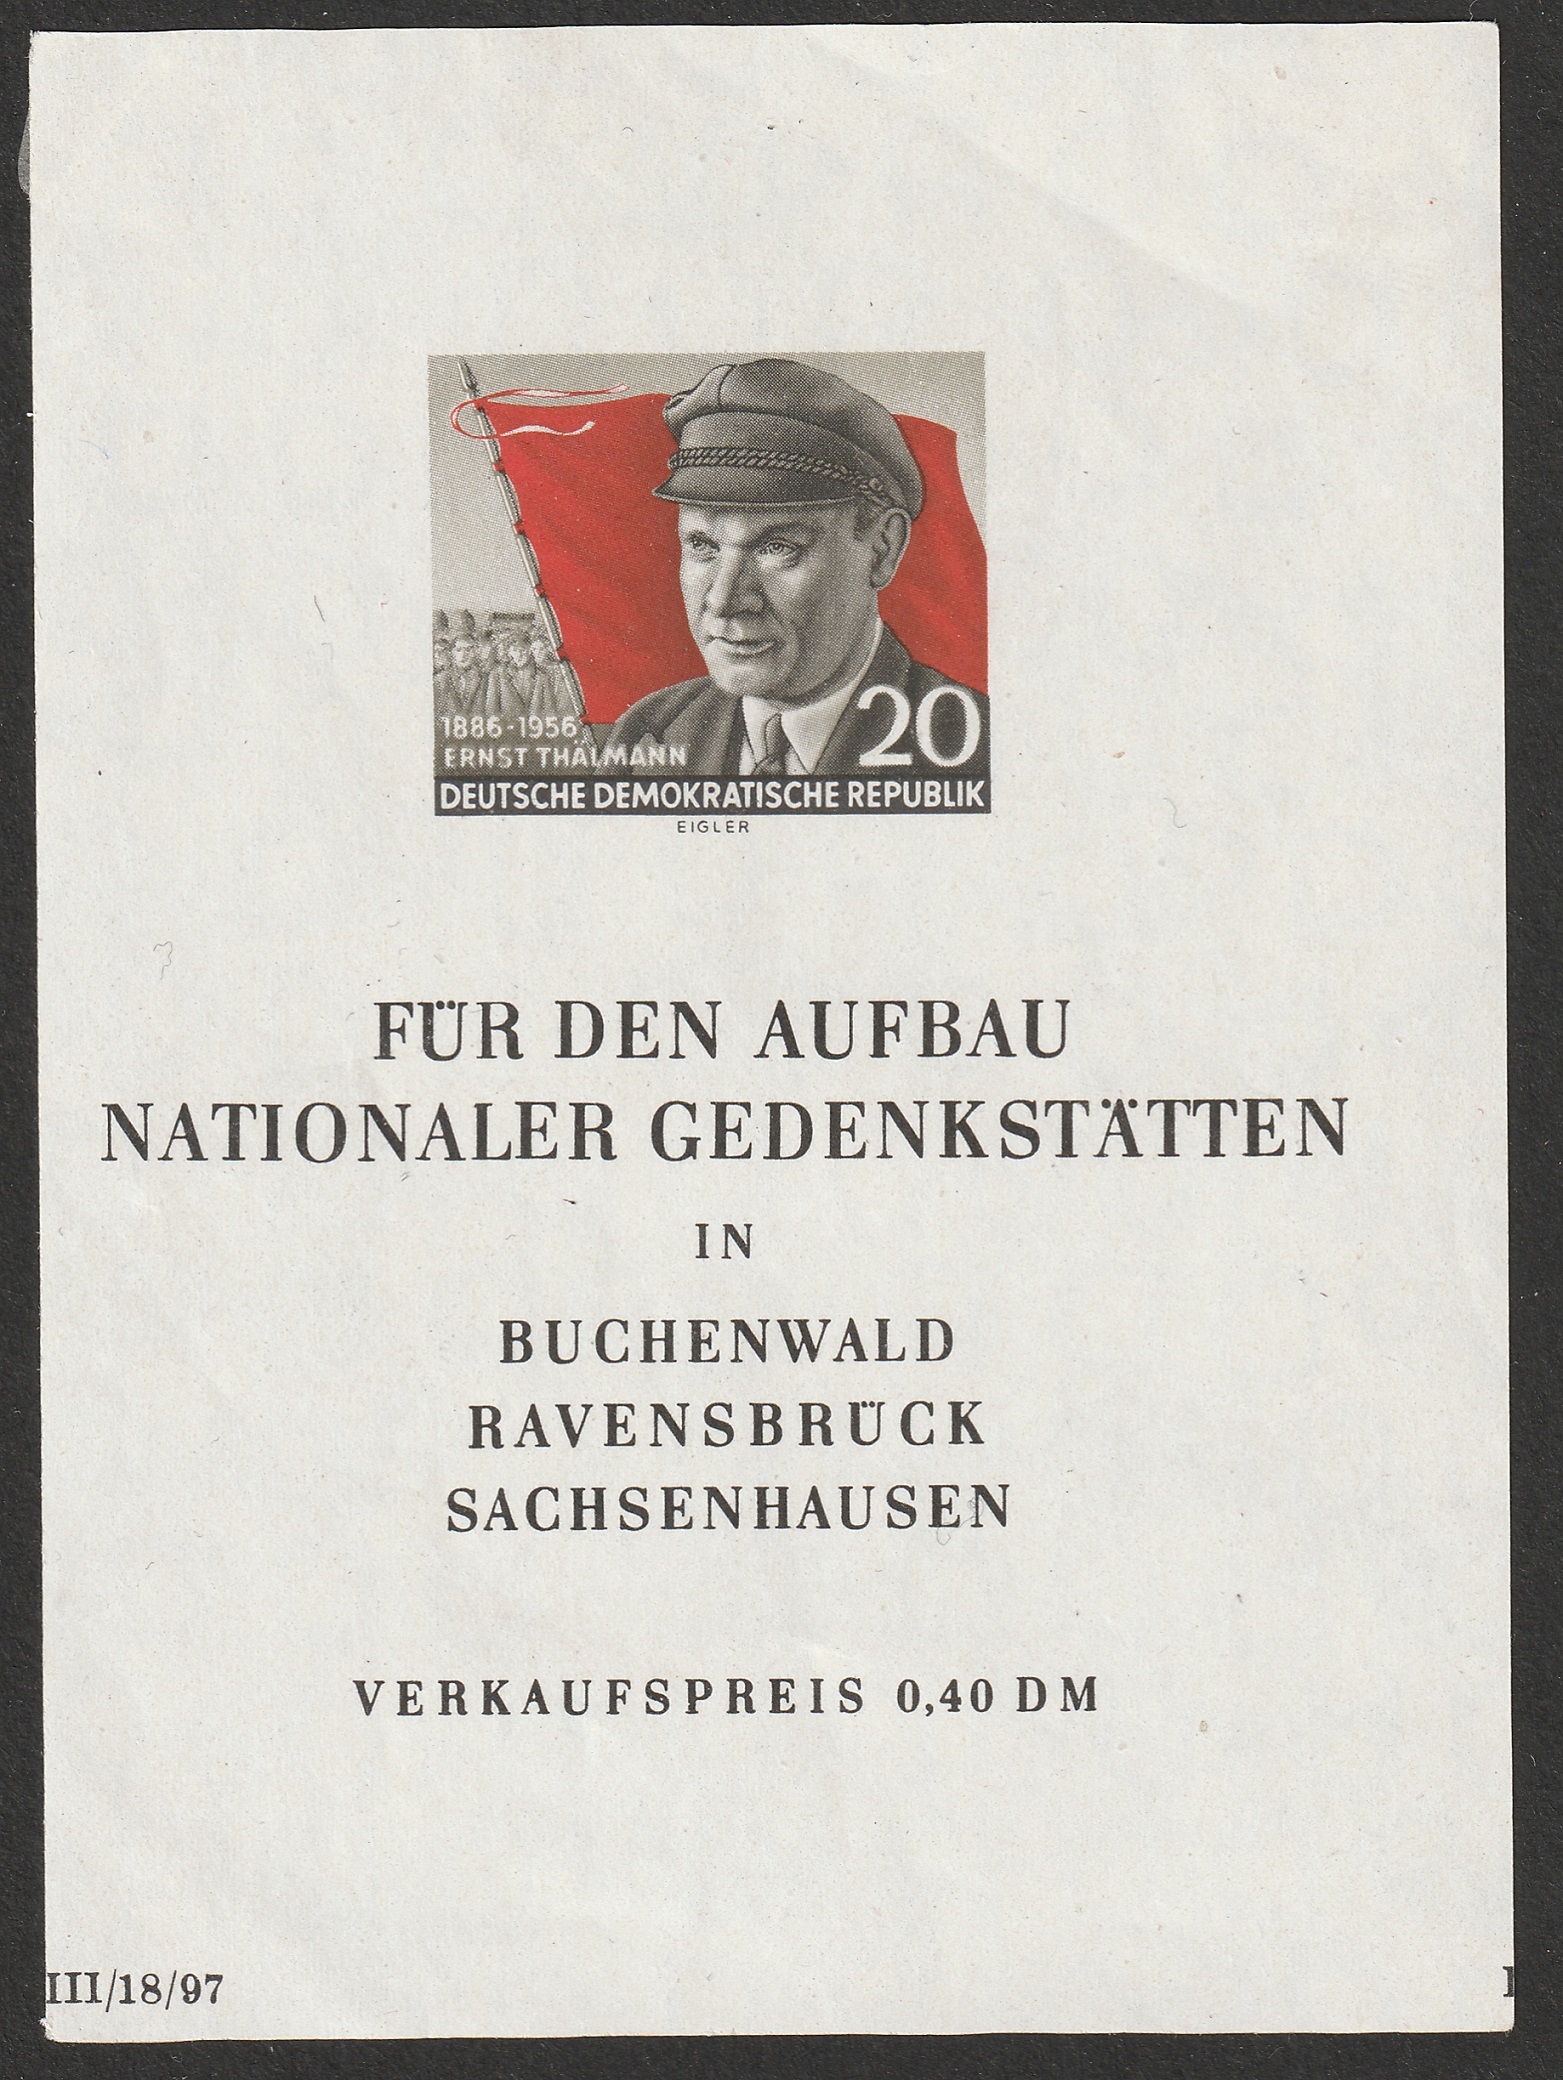 1886-1956
ERNST THÄLMANN
20
DEUTSCHE DEMOKRATISCHE REPUBLIK
EIGLER
FÜR DEN AUFBAU
NATIONALER GEDENKSTÄTTEN
IN
BUCHENWALD
RAVENSBRÜCK
SACHSENHAUSEN
VERKAUFSPREIS 0,40 DM
III/18/97